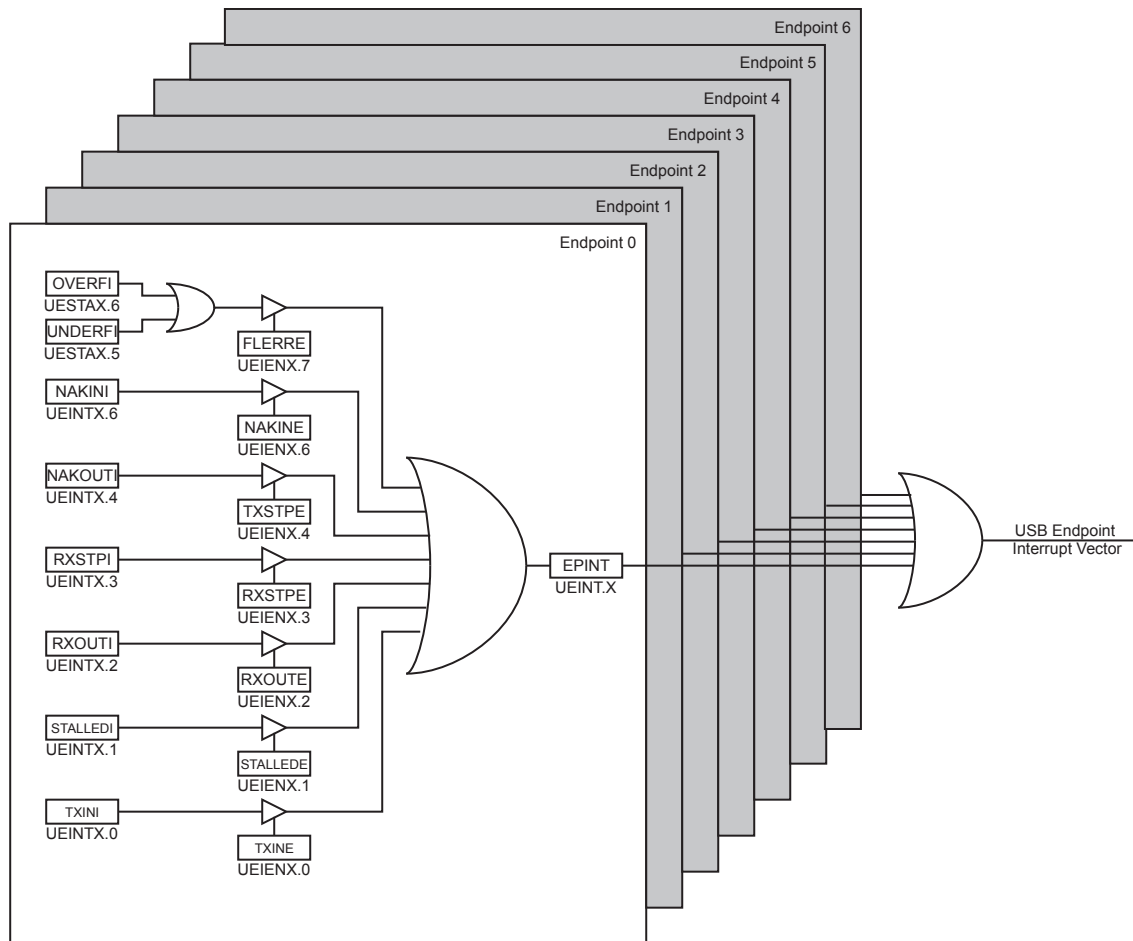 Endpoint 6
Endpoint 5
Endpoint 4
Endpoint 3
Endpoint 2
Endpoint 1
Endpoint 0
OVERFI
UESTAX.6
UNDERFI
UESTAX.5
FLERRE
UEIENX.7
NAKINI
UEINTX.6
NAKINE
UEIENX.6
NAKOUTI
UEINTX.4
TXSTPE
UEIENX.4
RXSTPI
UEINTX.3
RXSTPE
UEIENX.3
RXOUTI
UEINTX.2
RXOUTE
UEIENX.2
STALLEDI
UEINTX.1
STALLEDE
UEIENX.1
TXINI
UEINTX.0
TXINE
UEIENX.0
EPINT
UEINT.X
USB Endpoint
Interrupt Vector